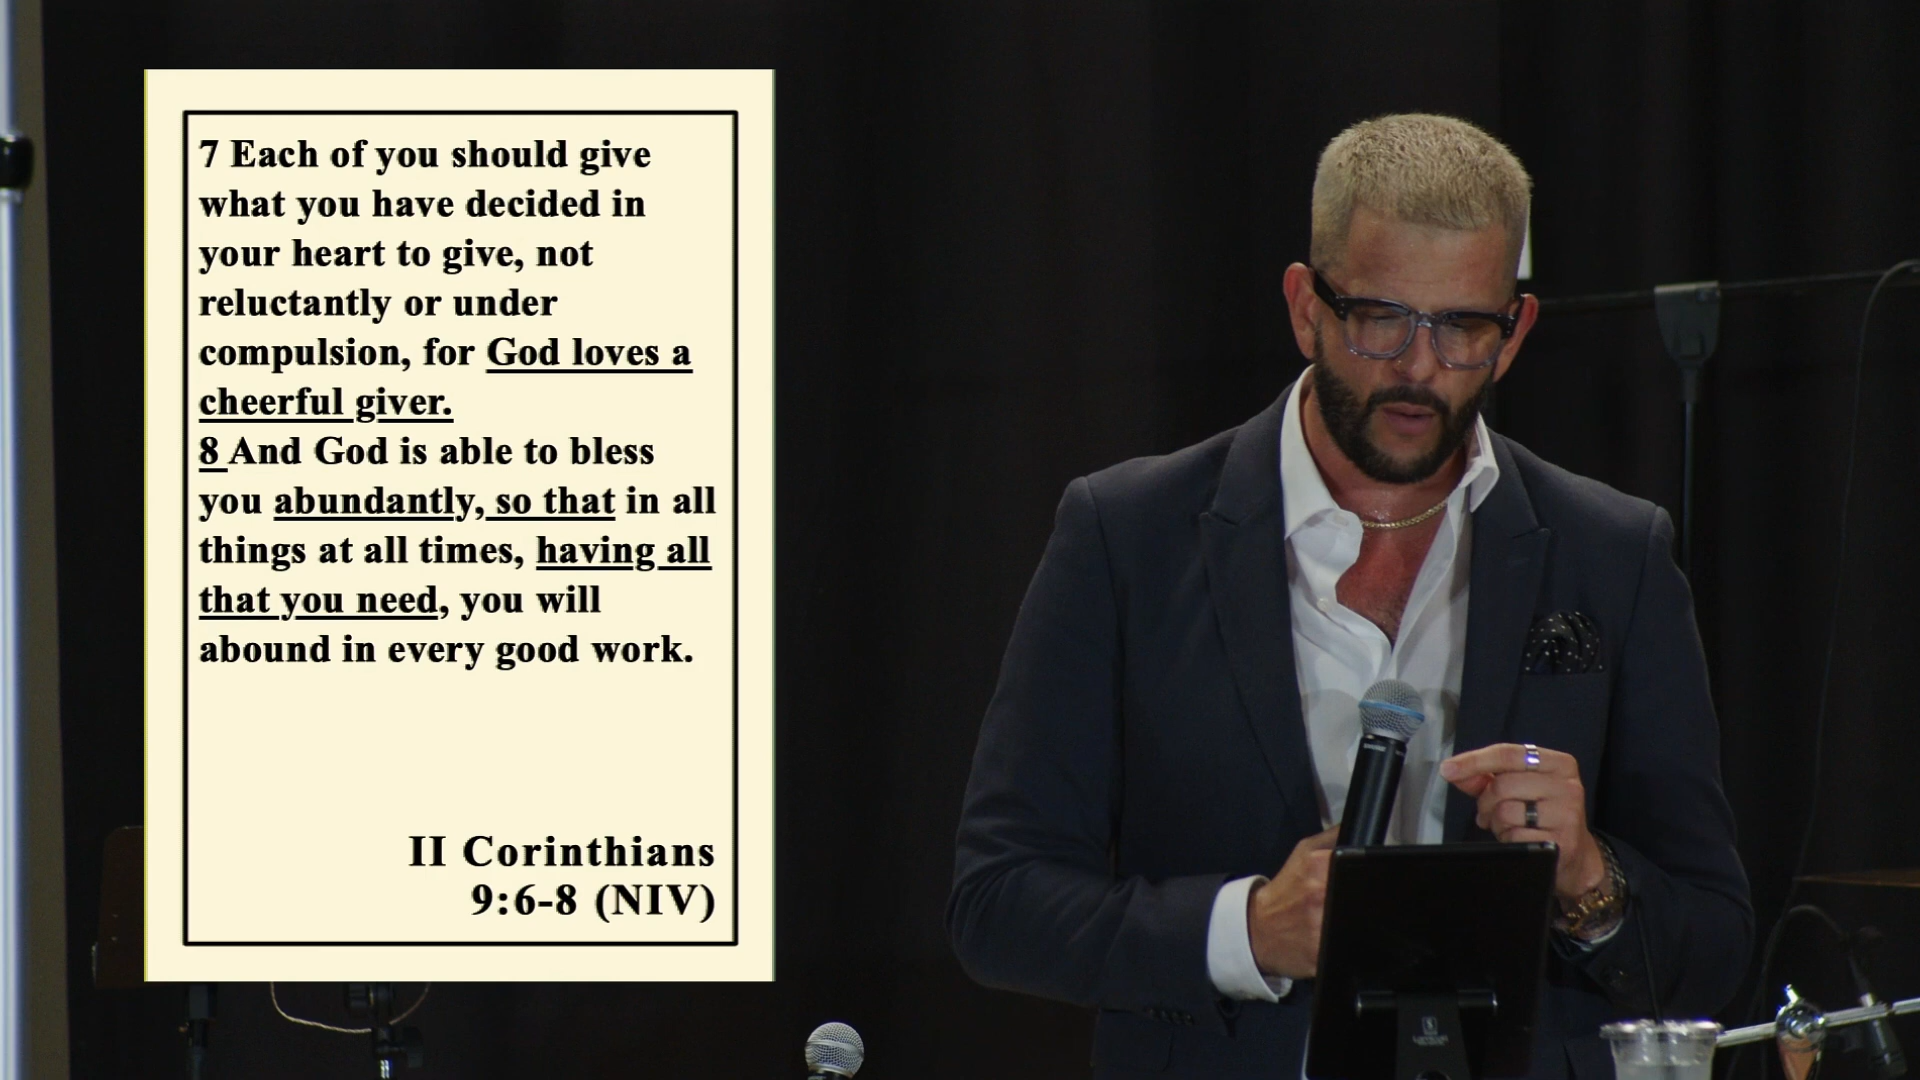 7 Each of you should give
what you have decided in
your heart to give, not
reluctantly or under
compulsion, for God loves a
cheerful giver.
8 And God is able to bless
you abundantly, so that in all
things at all times, having all
that you need, you will
abound in every good work.
II Corinthians
9:6-8 (NIV)